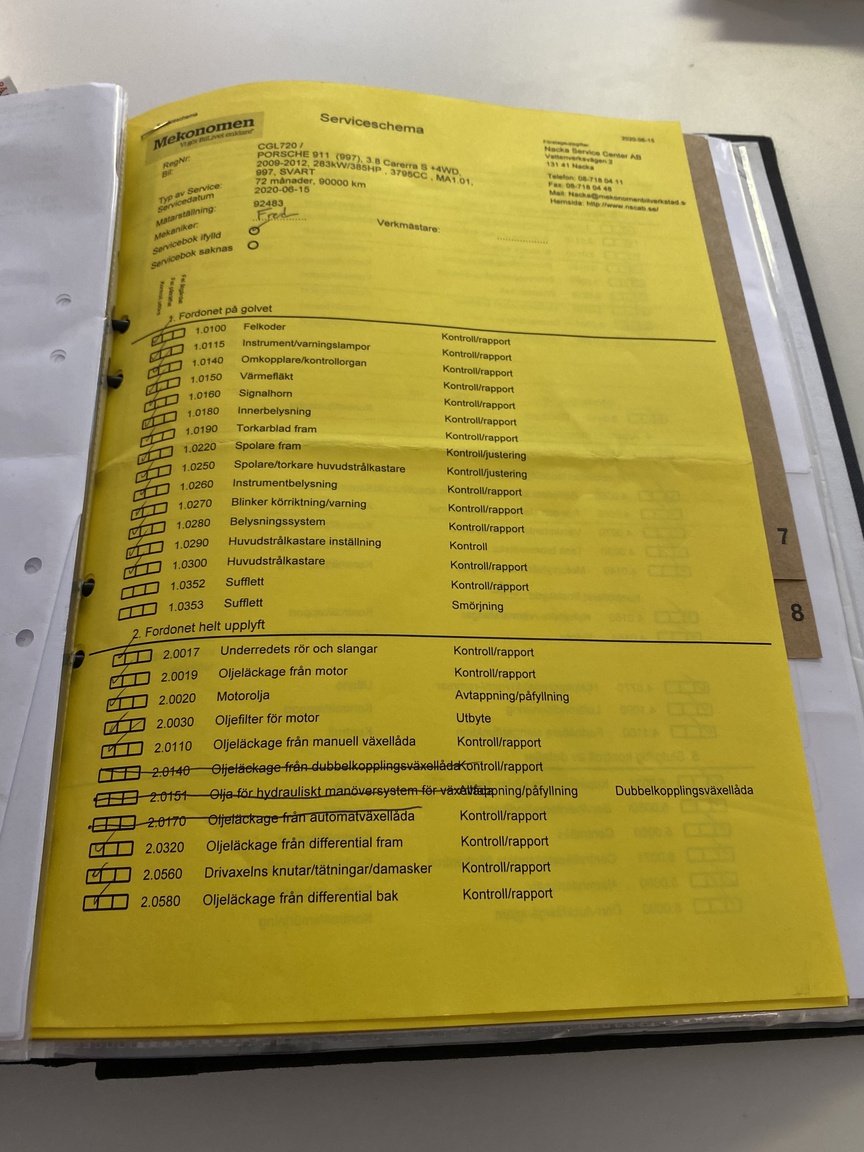 Serviceschema
Mekonomen
RegNr: CGL720 /
Bil: PORSCHE 911 (997), 3.8 Carerra S +4WD,
2009-2012, 283kW/385HP , 3795CC , MA1.01,
997, SVART
Typ av Service: 72 månader, 90000 km
Servicedatum 2020-06-15
Mätarställning: 92483
Mekaniker: Fred
Verkmästare:
Servicebok ifylld
Servicebok saknas
2020-06-15
Nacka Service Center AB
Vattenverksvägen 2
131 41 Nacka
Telefon: 08-718 04 11
Fax: 08-718 04 48
Mail: Nacka@mekonomenbilverkstad.s
Hemsida: http://www.nscab.se/
1. Fordonet på golvet
1.0100 Felkoder Kontroll/rapport
1.0115 Instrument/varningslampor Kontroll/rapport
1.0140 Omkopplare/kontrollorgan Kontroll/rapport
1.0150 Värmefläkt Kontroll/rapport
1.0160 Signalhorn Kontroll/rapport
1.0180 Innerbelysning Kontroll/rapport
1.0190 Torkarblad fram Kontroll/rapport
1.0220 Spolare fram Kontroll/justering
1.0250 Spolare/torkare huvudstrålkastare Kontroll/justering
1.0260 Instrumentbelysning Kontroll/rapport
1.0270 Blinker körriktning/varning Kontroll/rapport
1.0280 Belysningssystem Kontroll/rapport
1.0290 Huvudstrålkastare inställning Kontroll
1.0300 Huvudstrålkastare Kontroll/rapport
1.0352 Sufflett Kontroll/rapport
1.0353 Sufflett Smörjning
2. Fordonet helt upplyft
2.0017 Underredets rör och slangar Kontroll/rapport
2.0019 Oljeläckage från motor Kontroll/rapport
2.0020 Motorolja Avtappning/påfyllning
2.0030 Oljefilter för motor Utbyte
2.0110 Oljeläckage från manuell växellåda Kontroll/rapport
2.0140 Oljeläckage från dubbelkopplingsväxellåda Kontroll/rapport
2.0151 Olja för hydrauliskt manöversystem för växellåda Avtappning/påfyllning Dubbelkopplingsväxellåda
2.0170 Oljeläckage från automatväxellåda Kontroll/rapport
2.0320 Oljeläckage från differential fram Kontroll/rapport
2.0560 Drivaxelns knutar/tätningar/damasker Kontroll/rapport
2.0580 Oljeläckage från differential bak Kontroll/rapport
7
8